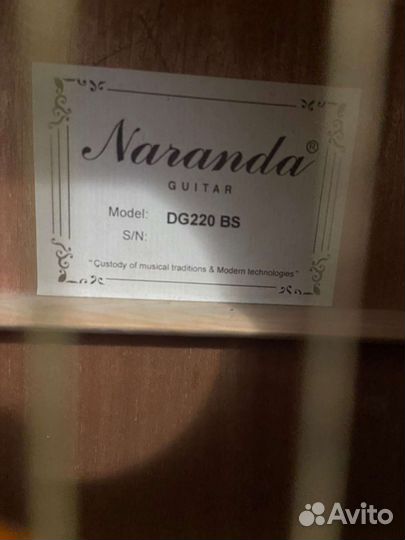 Naranda®
GUITAR
Model: DG220 BS
S/N:
"Custody of musical traditions & Modern technologies"
Avito